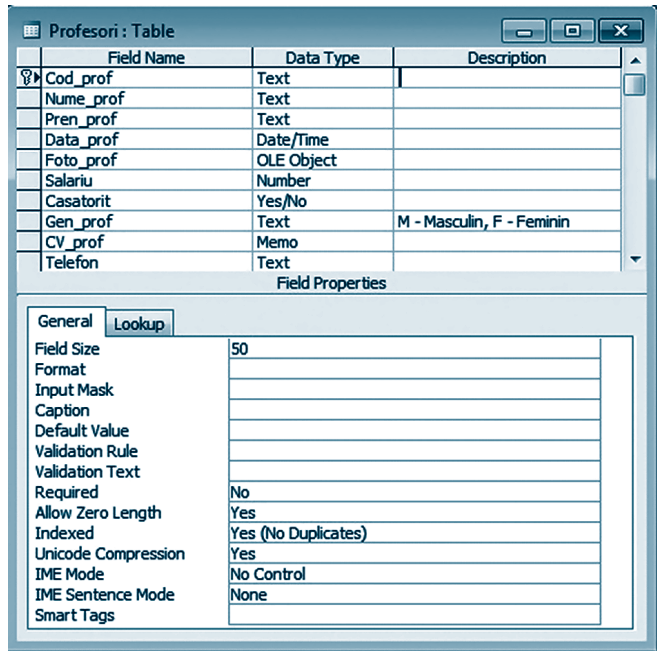 Profesori : Table
Field Name Data Type Description
Cod_prof Text
Nume_prof Text
Pren_prof Text
Data_prof Date/Time
Foto_prof OLE Object
Salariu Number
Casatorit Yes/No
Gen_prof Text M - Masculin, F - Feminin
CV_prof Memo
Telefon Text
Field Properties
General Lookup
Field Size 50
Format
Input Mask
Caption
Default Value
Validation Rule
Validation Text
Required No
Allow Zero Length Yes
Indexed Yes (No Duplicates)
Unicode Compression Yes
IME Mode No Control
IME Sentence Mode None
Smart Tags